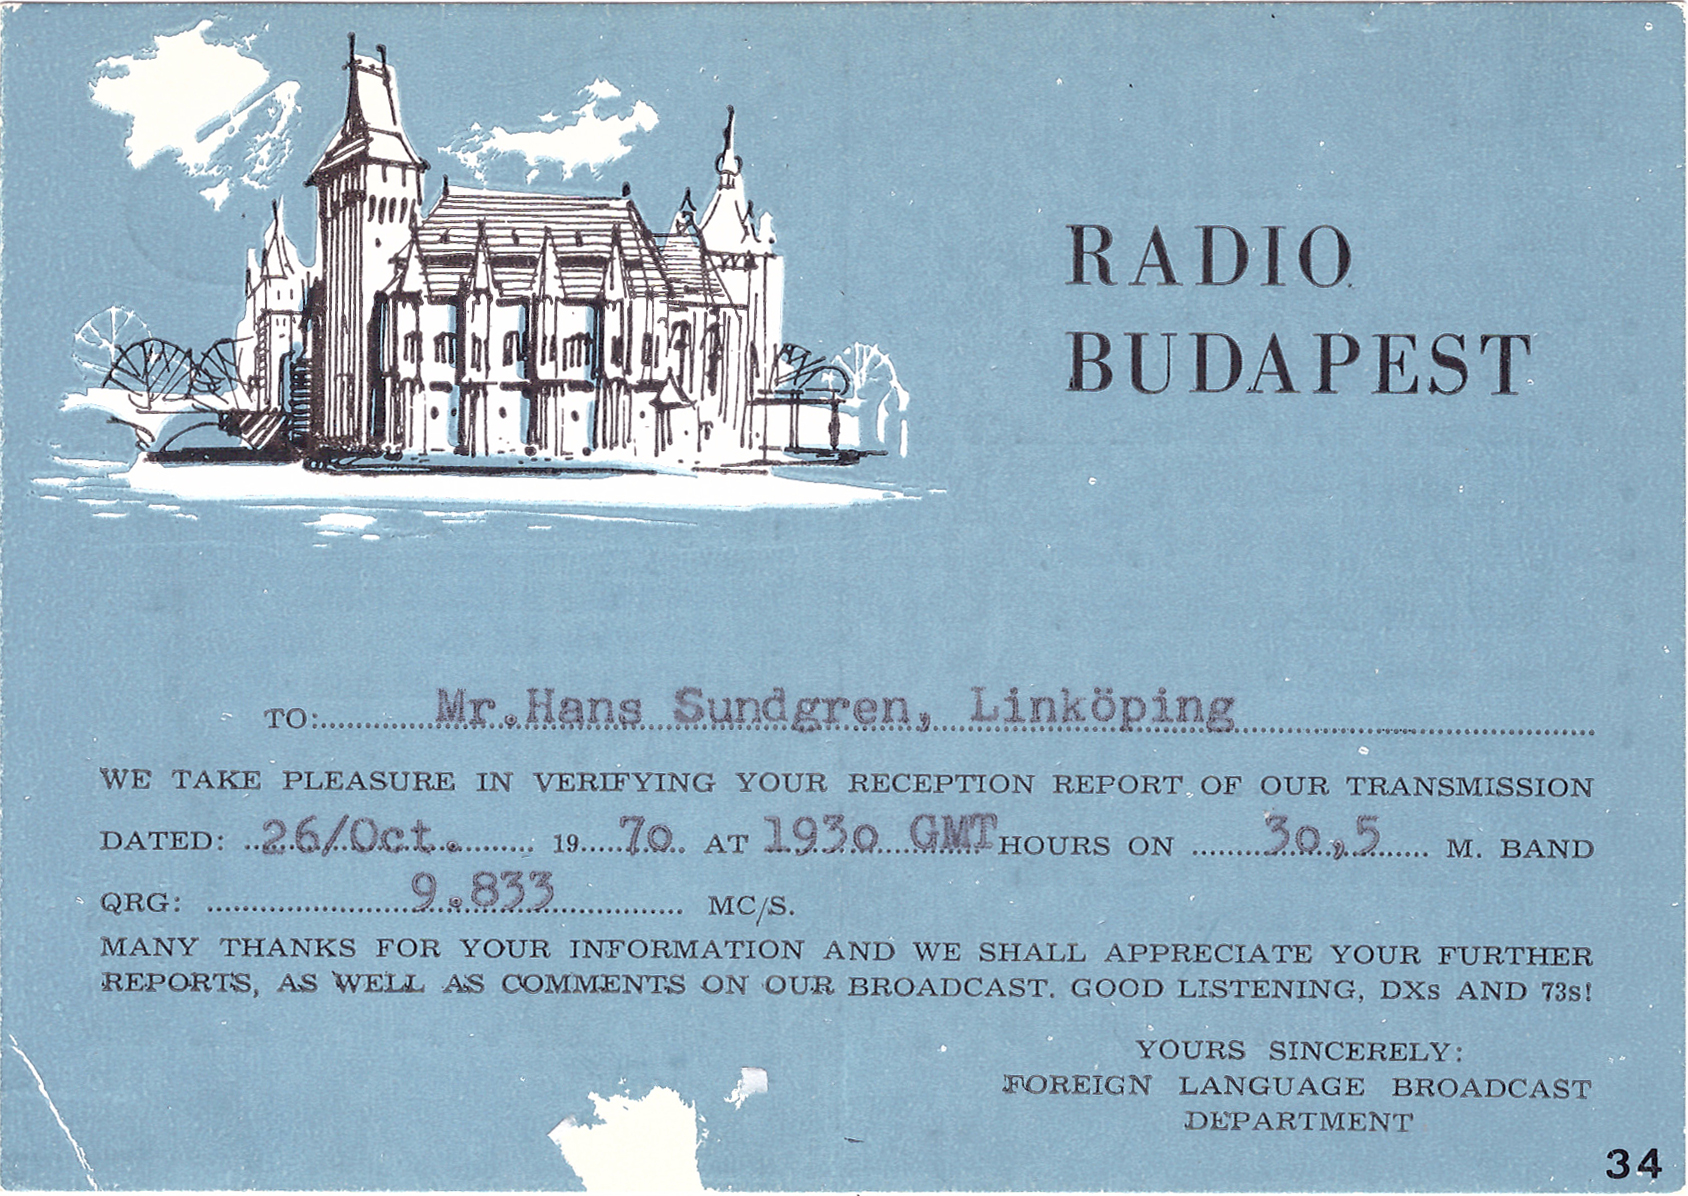 RADIO
BUDAPEST
TO: Mr. Hans Sundgren, Linköping
WE TAKE PLEASURE IN VERIFYING YOUR RECEPTION REPORT OF OUR TRANSMISSION
DATED: 26/Oct. 1970 AT 1930 GMT HOURS ON 30,5 M. BAND
QRG: 9.833 MC/S.
MANY THANKS FOR YOUR INFORMATION AND WE SHALL APPRECIATE YOUR FURTHER
REPORTS, AS WELL AS COMMENTS ON OUR BROADCAST. GOOD LISTENING, DXs AND 73s!
YOURS SINCERELY:
FOREIGN LANGUAGE BROADCAST
DEPARTMENT
34